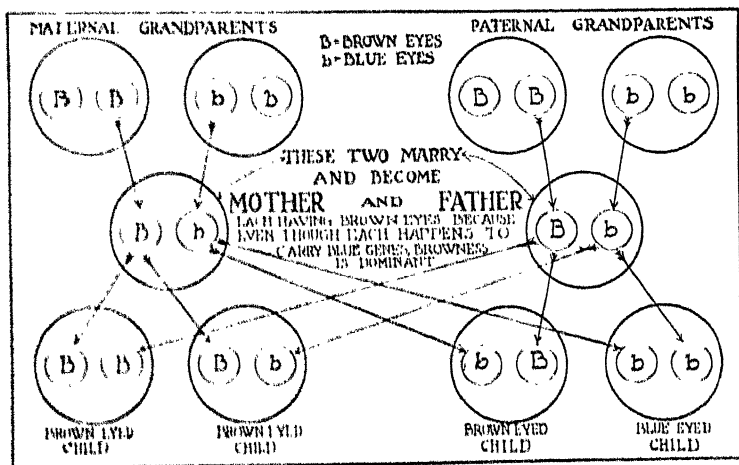 MATERNAL GRANDPARENTS
B=BROWN EYES
b=BLUE EYES
PATERNAL GRANDPARENTS
B B b b B B b b
THESE TWO MARRY
AND BECOME
MOTHER AND FATHER
EACH HAVING BROWN EYES BECAUSE
EVEN THOUGH EACH HAPPENS TO
CARRY BLUE GENES, BROWNNESS
IS DOMINANT
B b B b
B B B b b B b b
BROWN EYED
CHILD
BROWN EYED
CHILD
BROWN EYED
CHILD
BLUE EYED
CHILD